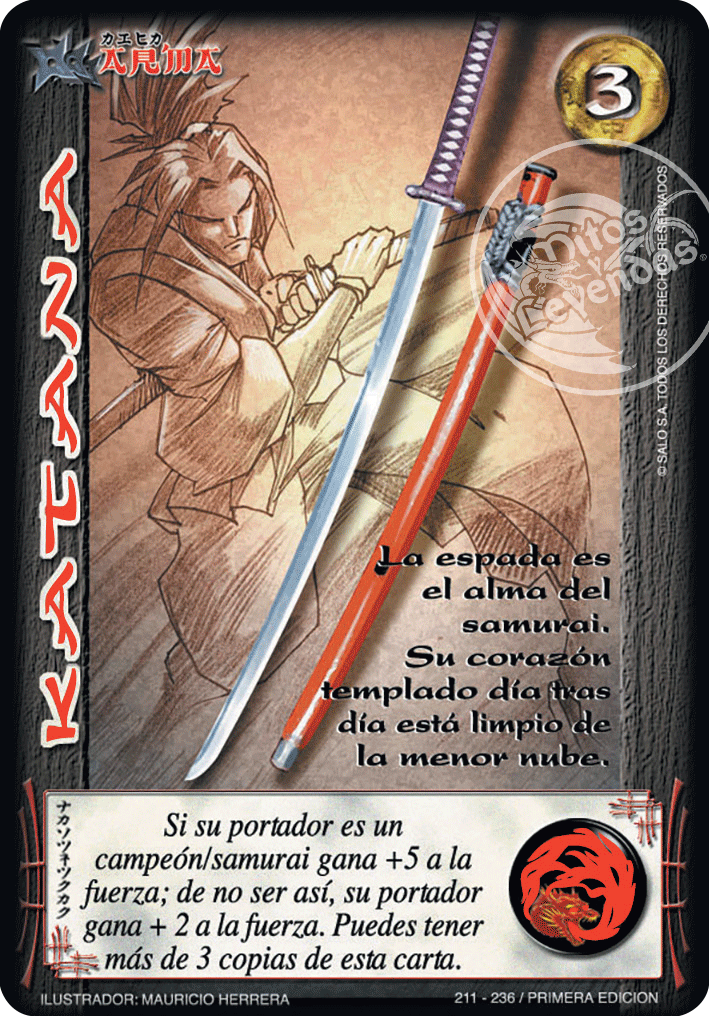 カエヒカ
ARMA
3
KATANA
Mitos
y
Leyendas®
© SALO S.A. TODOS LOS DERECHOS RESERVADOS
La espada es
el alma del
samurai.
Su corazón
templado día tras
día está limpio de
la menor nube.
ナカソツネツクカク
Si su portador es un
campeón/samurai gana +5 a la
fuerza; de no ser así, su portador
gana + 2 a la fuerza. Puedes tener
más de 3 copias de esta carta.
ILUSTRADOR: MAURICIO HERRERA
211 - 236 / PRIMERA EDICION